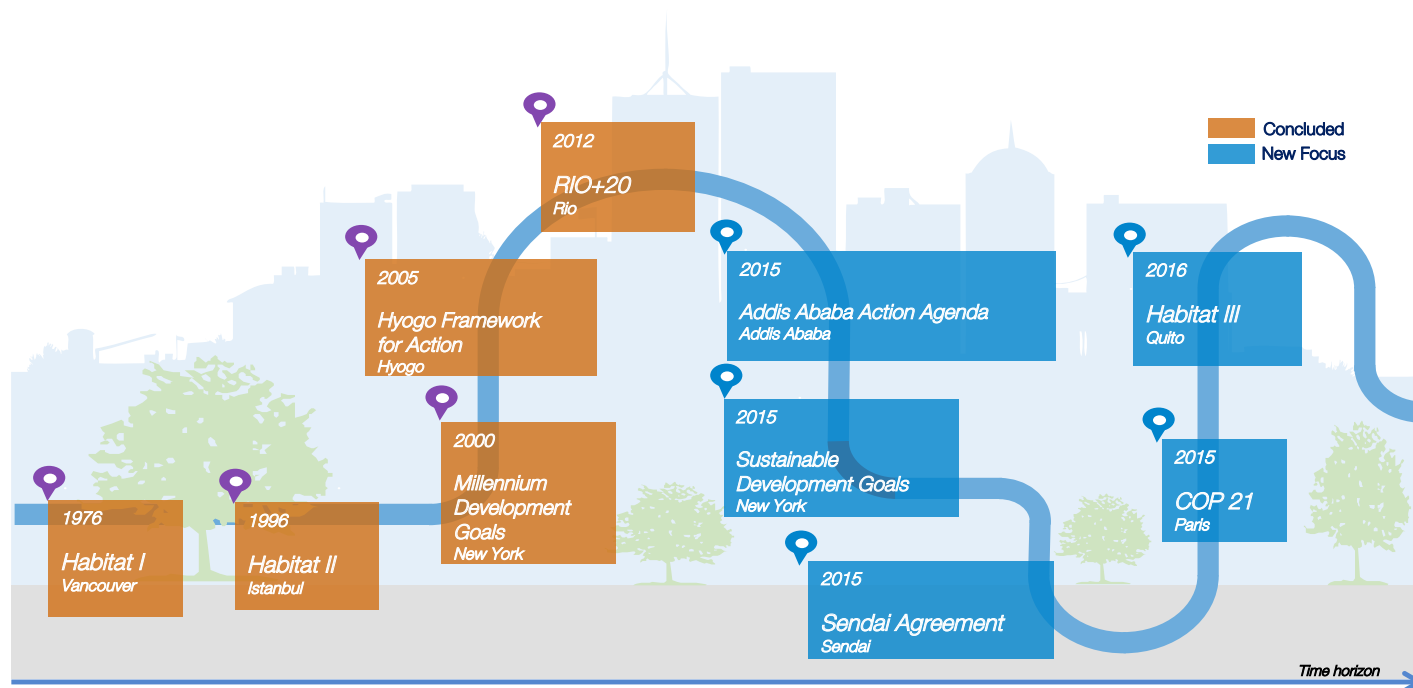 1976
Habitat I
Vancouver
1996
Habitat II
Istanbul
2000
Millennium
Development
Goals
New York
2005
Hyogo Framework
for Action
Hyogo
2012
RIO+20
Rio
2015
Addis Ababa Action Agenda
Addis Ababa
2015
Sustainable
Development Goals
New York
2015
Sendai Agreement
Sendai
2015
COP 21
Paris
2016
Habitat III
Quito
Concluded
New Focus
Time horizon